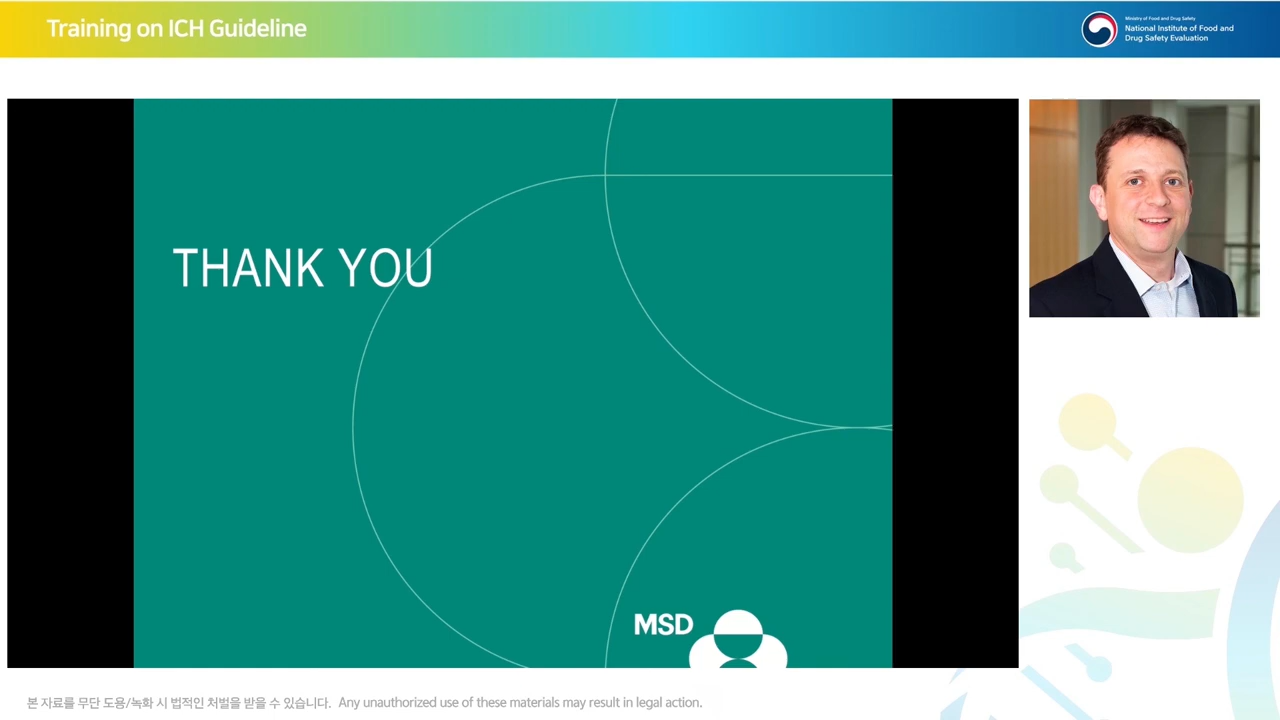 Training on ICH Guideline
Ministry of Food and Drug Safety
National Institute of Food and
Drug Safety Evaluation
THANK YOU
MSD
본 자료를 무단 도용/녹화 시 법적인 처벌을 받을 수 있습니다. Any unauthorized use of these materials may result in legal action.